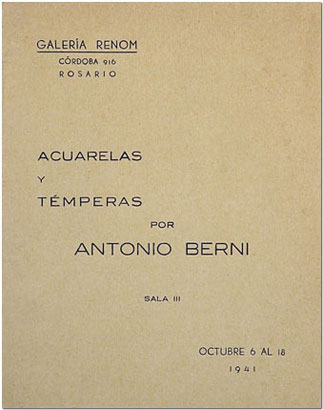 GALERÍA RENOM
CÓRDOBA 916
ROSARIO
ACUARELAS
Y
TÉMPERAS
POR
ANTONIO BERNI
SALA III
OCTUBRE 6 AL 18
1941